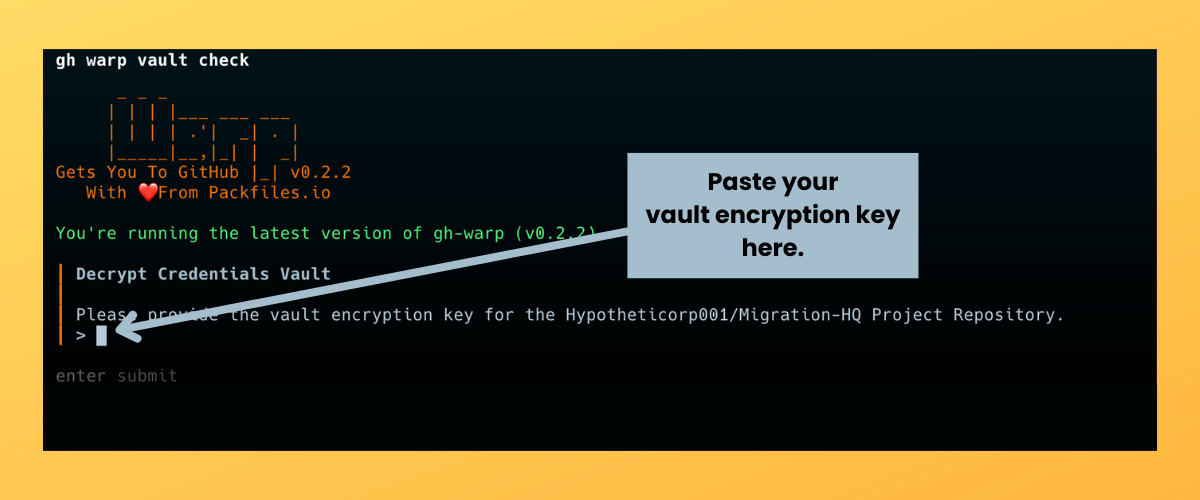 gh warp vault check
Warp
Gets You To GitHub |_| v0.2.2
With ❤️From Packfiles.io
You're running the latest version of gh-warp (v0.2.2)
Paste your
vault encryption key
here.
Decrypt Credentials Vault
Please provide the vault encryption key for the Hypotheticorp001/Migration-HQ Project Repository.
>
enter submit